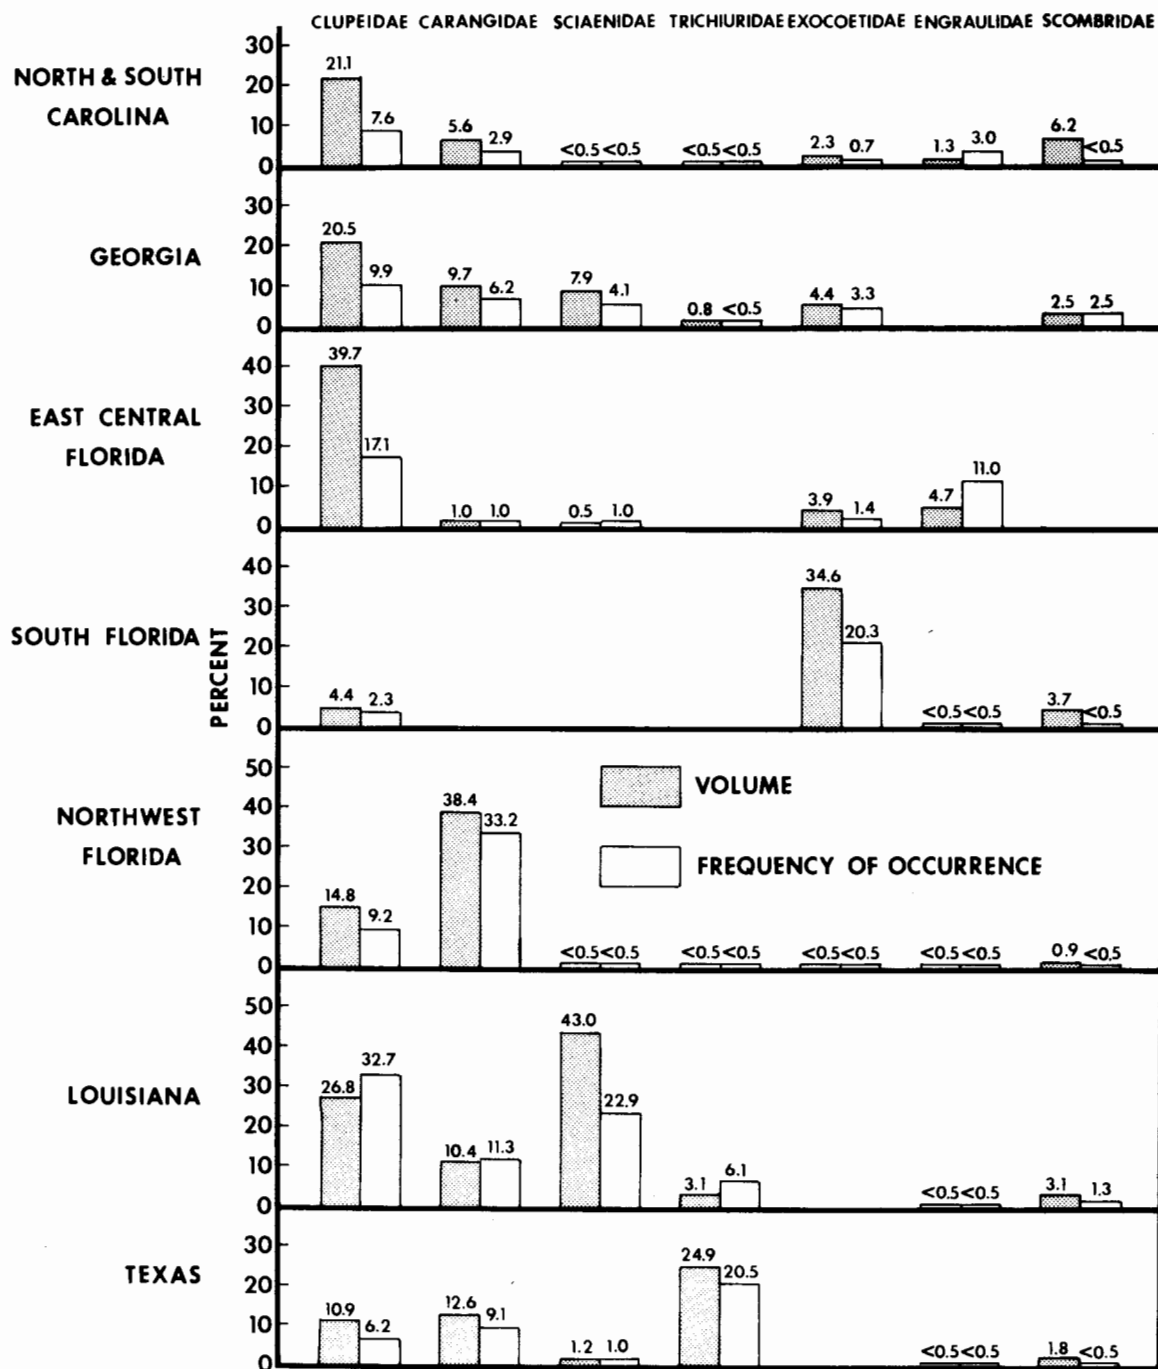 CLUPEIDAE CARANGIDAE SCIAENIDAE TRICHIURIDAE EXOCOETIDAE ENGRAULIDAE SCOMBRIDAE
NORTH & SOUTH
CAROLINA
30
20
10
0
21.1 7.6 5.6 2.9 <0.5 <0.5 <0.5 <0.5 2.3 0.7 1.3 3.0 6.2 <0.5
GEORGIA
30
20
10
0
20.5 9.9 9.7 6.2 7.9 4.1 0.8 <0.5 4.4 3.3 2.5 2.5
EAST CENTRAL
FLORIDA
40
30
20
10
0
39.7 17.1 1.0 1.0 0.5 1.0 3.9 1.4 4.7 11.0
SOUTH FLORIDA
PERCENT
40
30
20
10
0
4.4 2.3 34.6 20.3 <0.5 <0.5 3.7 <0.5
NORTHWEST
FLORIDA
50
40
30
20
10
0
14.8 9.2 38.4 33.2 <0.5 <0.5 <0.5 <0.5 <0.5 <0.5 <0.5 <0.5 0.9 <0.5
VOLUME
FREQUENCY OF OCCURRENCE
LOUISIANA
50
40
30
20
10
0
26.8 32.7 10.4 11.3 43.0 22.9 3.1 6.1 <0.5 <0.5 3.1 1.3
TEXAS
30
20
10
0
10.9 6.2 12.6 9.1 1.2 1.0 24.9 20.5 <0.5 <0.5 1.8 <0.5